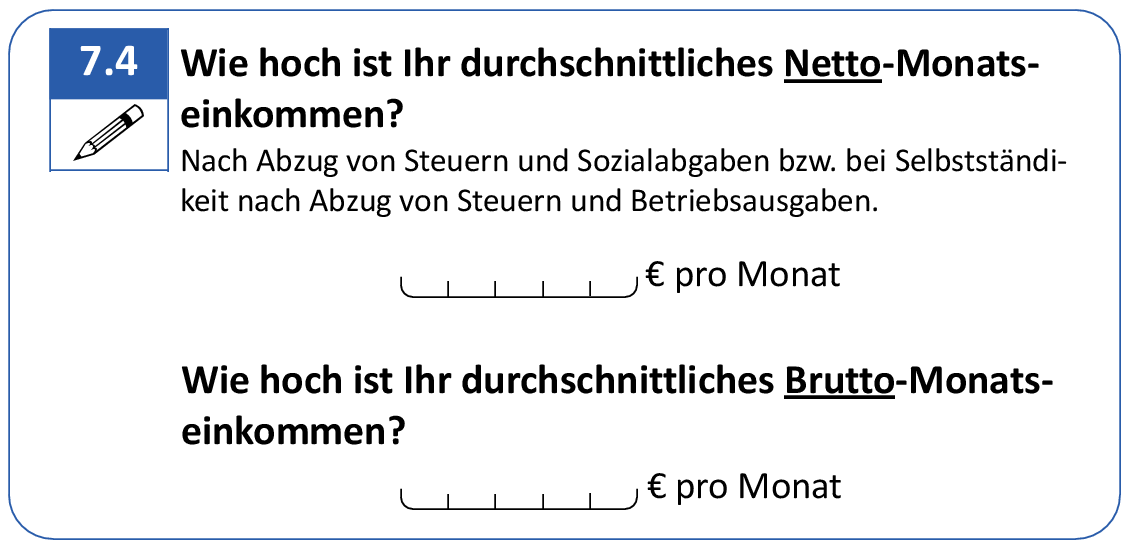 7.4
Wie hoch ist Ihr durchschnittliches Netto-Monats-
einkommen?
Nach Abzug von Steuern und Sozialabgaben bzw. bei Selbstständi-
keit nach Abzug von Steuern und Betriebsausgaben.
€ pro Monat
Wie hoch ist Ihr durchschnittliches Brutto-Monats-
einkommen?
€ pro Monat